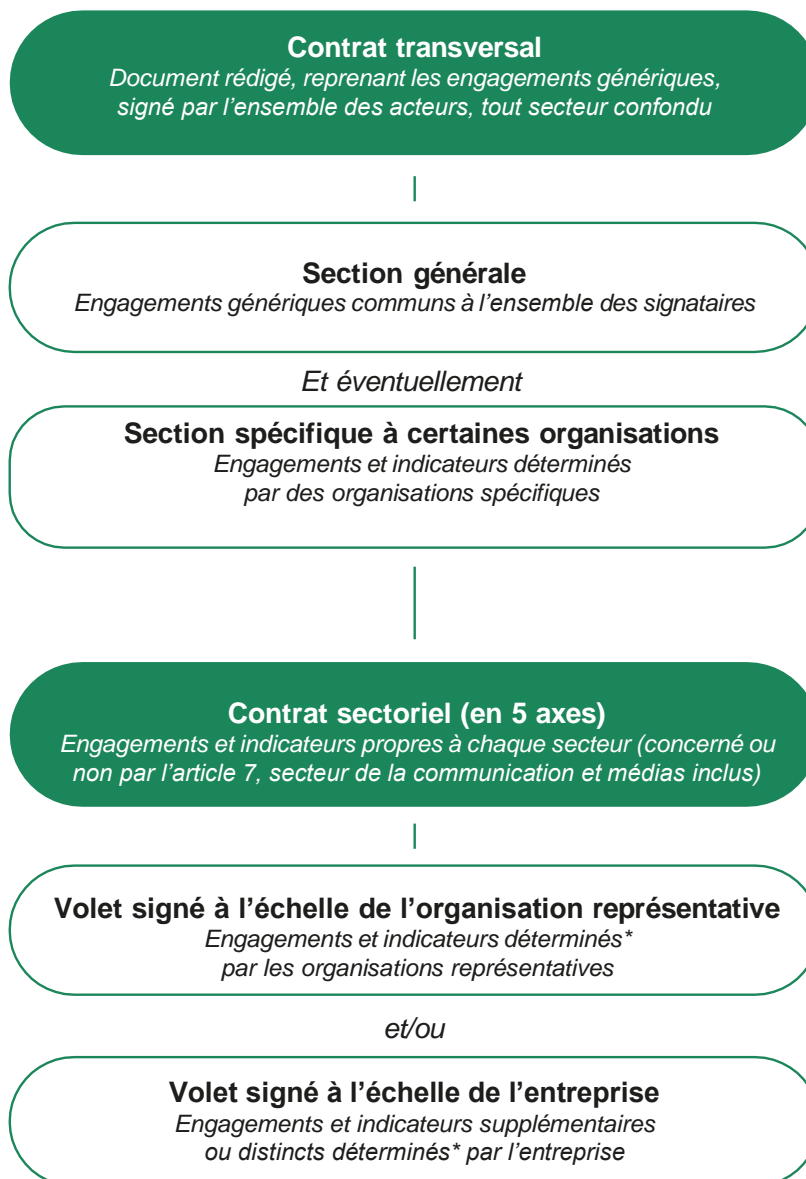 Contrat transversal
Document rédigé, reprenant les engagements génériques,
signé par l’ensemble des acteurs, tout secteur confondu
Section générale
Engagements génériques communs à l’ensemble des signataires
Et éventuellement
Section spécifique à certaines organisations
Engagements et indicateurs déterminés
par des organisations spécifiques
Contrat sectoriel (en 5 axes)
Engagements et indicateurs propres à chaque secteur (concerné ou
non par l’article 7, secteur de la communication et médias inclus)
Volet signé à l’échelle de l’organisation représentative
Engagements et indicateurs déterminés*
par les organisations représentatives
et/ou
Volet signé à l’échelle de l’entreprise
Engagements et indicateurs supplémentaires
ou distincts déterminés* par l’entreprise